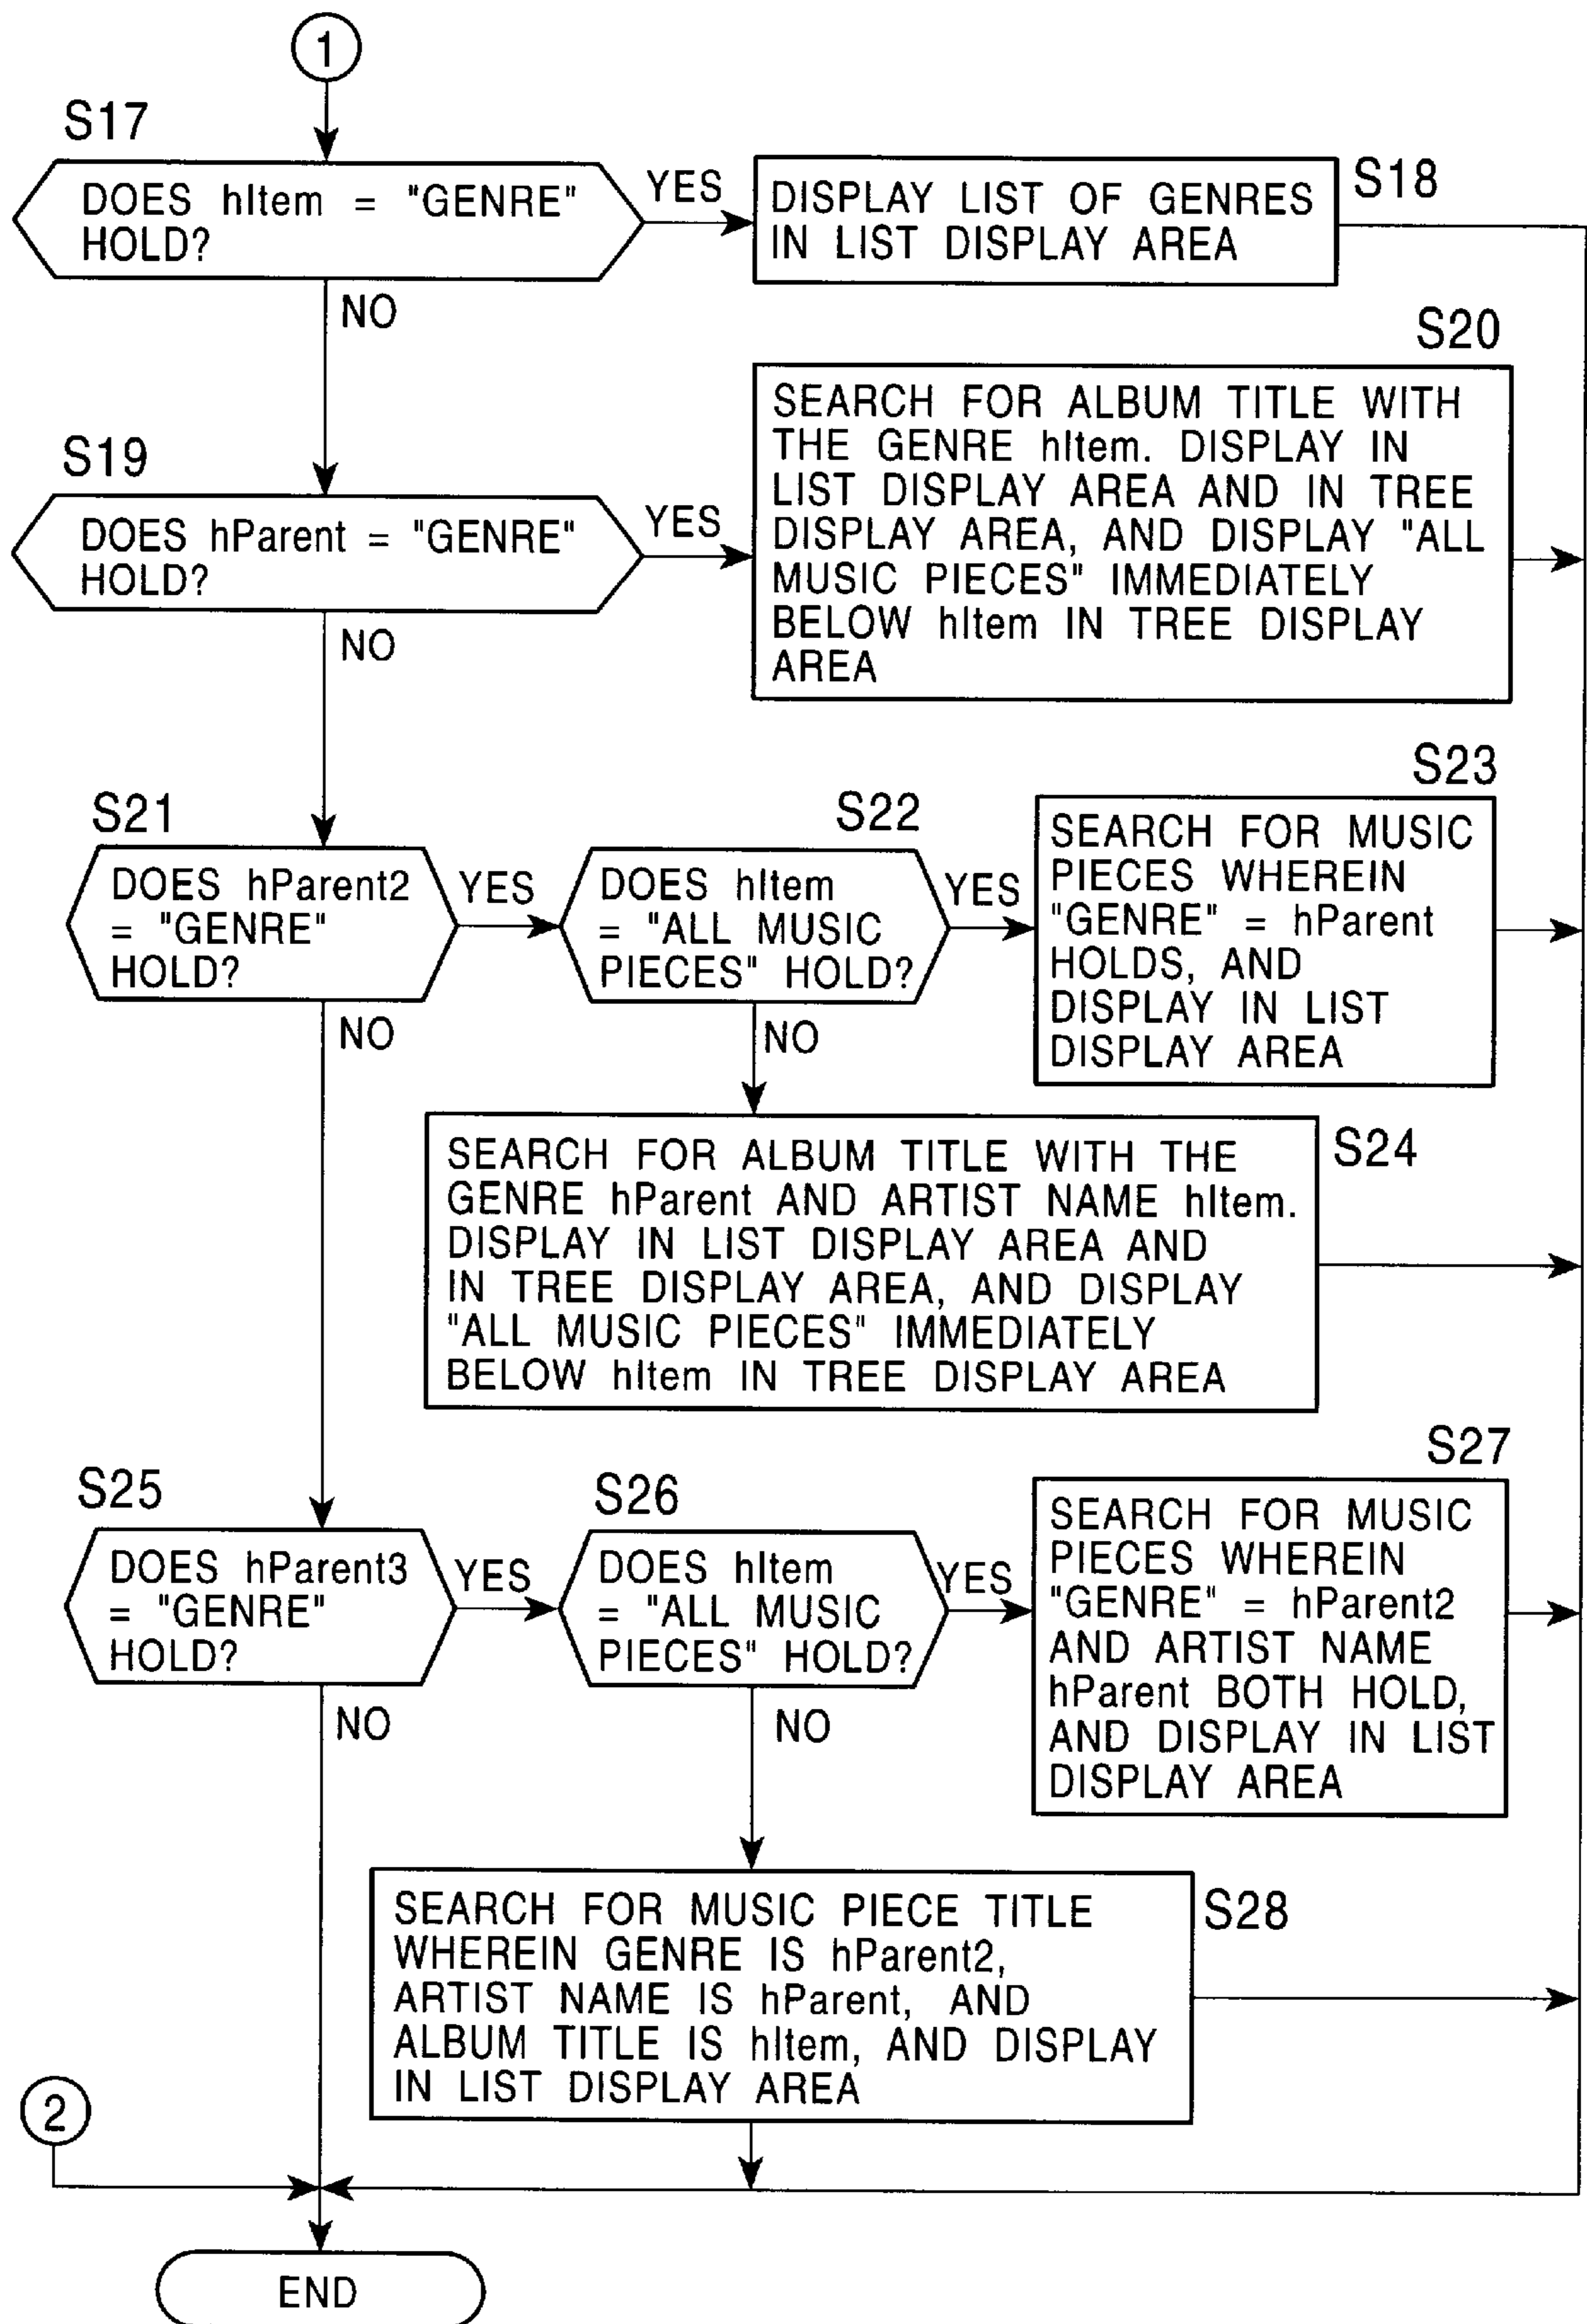 1
S17
DOES hItem = "GENRE"
HOLD?
YES
DISPLAY LIST OF GENRES
IN LIST DISPLAY AREA
S18
NO
S19
DOES hParent = "GENRE"
HOLD?
YES
S20
SEARCH FOR ALBUM TITLE WITH
THE GENRE hItem. DISPLAY IN
LIST DISPLAY AREA AND IN TREE
DISPLAY AREA, AND DISPLAY "ALL
MUSIC PIECES" IMMEDIATELY
BELOW hItem IN TREE DISPLAY
AREA
NO
S21
DOES hParent2
= "GENRE"
HOLD?
YES
S22
DOES hItem
= "ALL MUSIC
PIECES" HOLD?
YES
S23
SEARCH FOR MUSIC
PIECES WHEREIN
"GENRE" = hParent
HOLDS, AND
DISPLAY IN LIST
DISPLAY AREA
NO
NO
SEARCH FOR ALBUM TITLE WITH THE
GENRE hParent AND ARTIST NAME hItem.
DISPLAY IN LIST DISPLAY AREA AND
IN TREE DISPLAY AREA, AND DISPLAY
"ALL MUSIC PIECES" IMMEDIATELY
BELOW hItem IN TREE DISPLAY AREA
S24
S25
DOES hParent3
= "GENRE"
HOLD?
YES
S26
DOES hItem
= "ALL MUSIC
PIECES" HOLD?
YES
S27
SEARCH FOR MUSIC
PIECES WHEREIN
"GENRE" = hParent2
AND ARTIST NAME
hParent BOTH HOLD,
AND DISPLAY IN LIST
DISPLAY AREA
NO
NO
SEARCH FOR MUSIC PIECE TITLE
WHEREIN GENRE IS hParent2,
ARTIST NAME IS hParent, AND
ALBUM TITLE IS hItem, AND DISPLAY
IN LIST DISPLAY AREA
S28
2
END